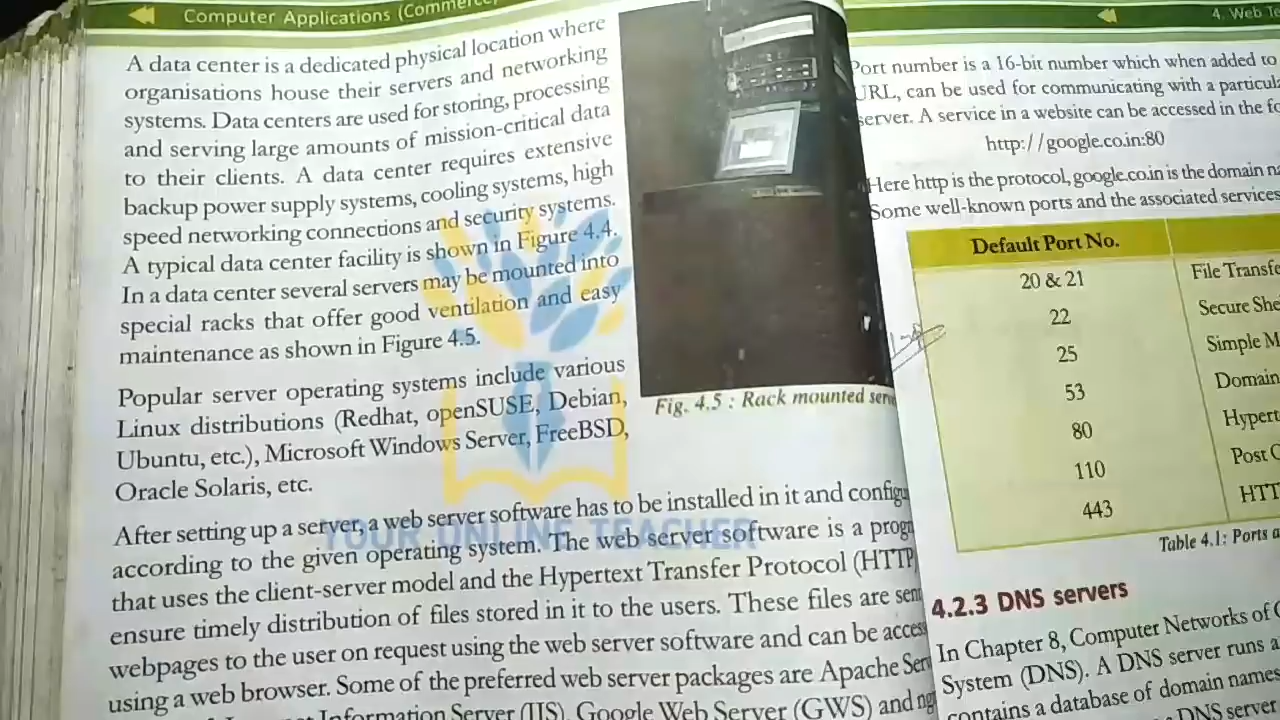 Computer Applications (Commerce
A data center is a dedicated physical location where
organisations house their servers and networking
systems. Data centers are used for storing, processing
and serving large amounts of mission-critical data
to their clients. A data center requires extensive
backup power supply systems, cooling systems, high
speed networking connections and security systems.
A typical data center facility is shown in Figure 4.4.
In a data center several servers may be mounted into
special racks that offer good ventilation and easy
maintenance as shown in Figure 4.5.
Popular server operating systems include various
Linux distributions (Redhat, openSUSE, Debian,
Ubuntu, etc.), Microsoft Windows Server, FreeBSD,
Oracle Solaris, etc.
Fig. 4.5 : Rack mounted serv
After setting up a server, a web server software has to be installed in it and configu
according to the given operating system. The web server software is a progr
that uses the client-server model and the Hypertext Transfer Protocol (HTTP
ensure timely distribution of files stored in it to the users. These files are sent
webpages to the user on request using the web server software and can be access
using a web browser. Some of the preferred web server packages are Apache Serv
Information Server (IIS), Google Web Server (GWS) and ng
YOUR ONLINE TEACHER
4. Web Te
Port number is a 16-bit number which when added to
URL, can be used for communicating with a particul
server. A service in a website can be accessed in the fo
http://google.co.in:80
Here http is the protocol, google.co.in is the domain na
Some well-known ports and the associated services
Default Port No.
20 & 21 File Transfe
22 Secure She
25 Simple M
53 Domain
80 Hypert
110 Post O
443 HTT
Table 4.1: Ports a
4.2.3 DNS servers
In Chapter 8, Computer Networks of C
System (DNS). A DNS server runs a
contains a database of domain names
DNS server